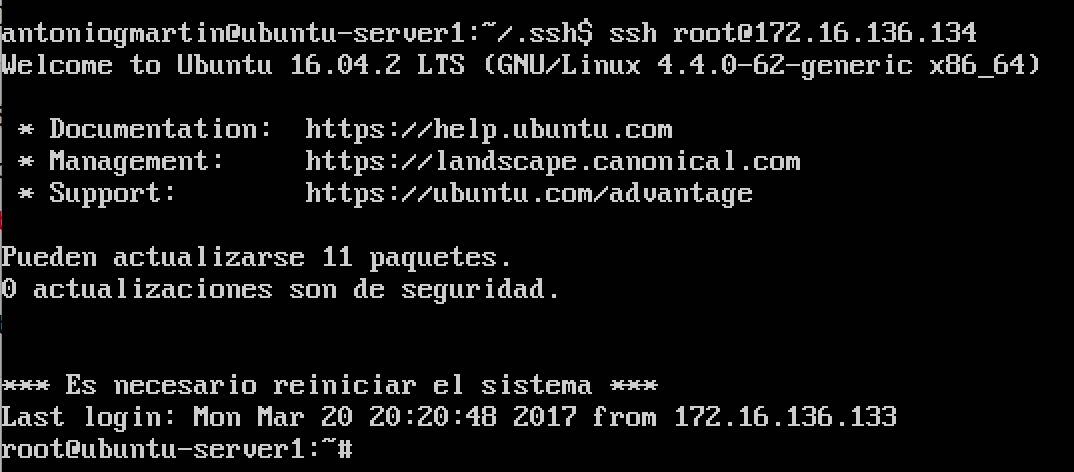 antoniogmartin@ubuntu-server1:~/.ssh$ ssh root@172.16.136.134
Welcome to Ubuntu 16.04.2 LTS (GNU/Linux 4.4.0-62-generic x86_64)
* Documentation:  https://help.ubuntu.com
* Management:     https://landscape.canonical.com
* Support:        https://ubuntu.com/advantage
Pueden actualizarse 11 paquetes.
0 actualizaciones son de seguridad.
*** Es necesario reiniciar el sistema ***
Last login: Mon Mar 20 20:20:48 2017 from 172.16.136.133
root@ubuntu-server1:~#